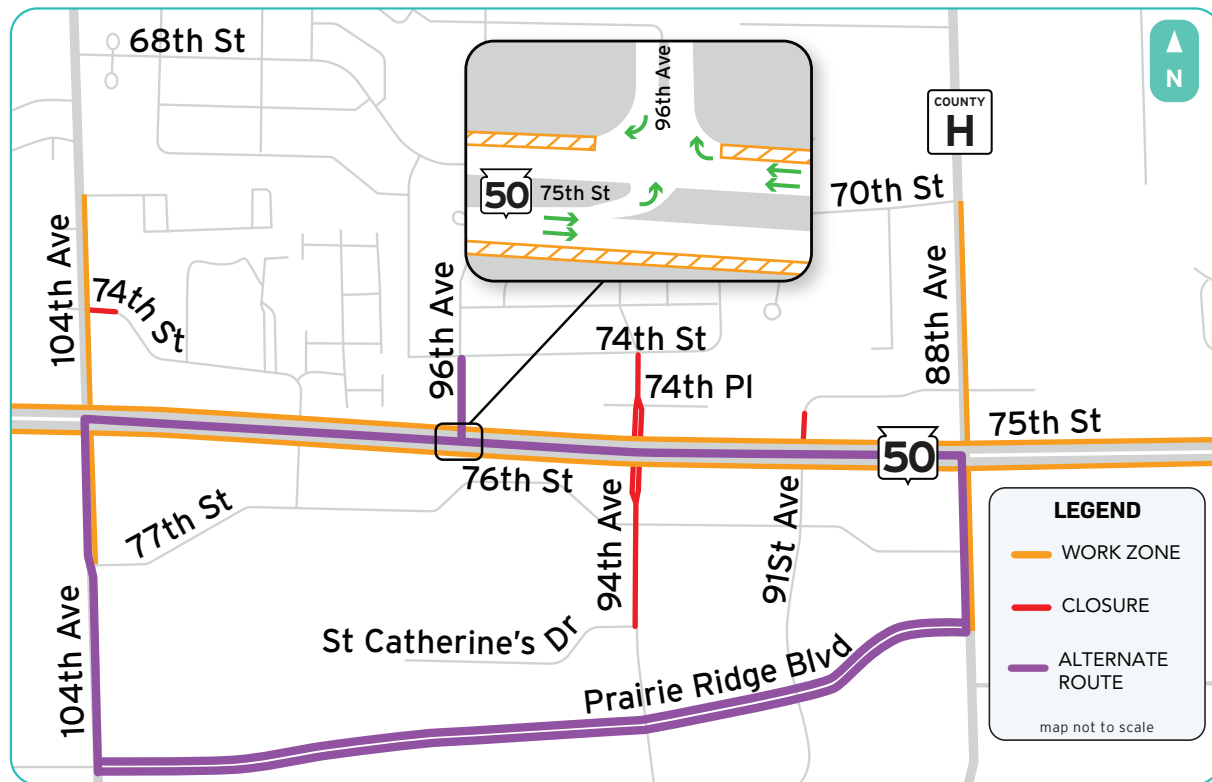 68th St
96th Ave
N
COUNTY
H
50
75th St
70th St
104th Ave
74th St
96th Ave
74th St
74th Pl
88th Ave
75th St
50
76th St
77th St
94th Ave
91St Ave
104th Ave
St Catherine's Dr
Prairie Ridge Blvd
LEGEND
WORK ZONE
CLOSURE
ALTERNATE
ROUTE
map not to scale